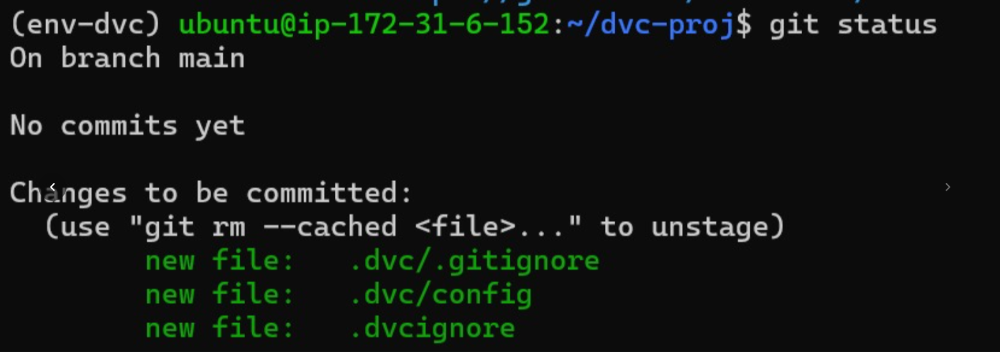 (env-dvc) ubuntu@ip-172-31-6-152:~/dvc-proj$ git status
On branch main
No commits yet
Changes to be committed:
(use "git rm --cached <file>..." to unstage)
new file: .dvc/.gitignore
new file: .dvc/config
new file: .dvcignore